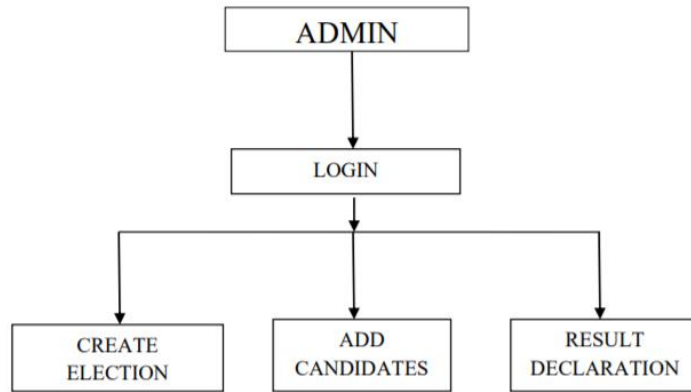 ADMIN
LOGIN
CREATE
ELECTION
ADD
CANDIDATES
RESULT
DECLARATION